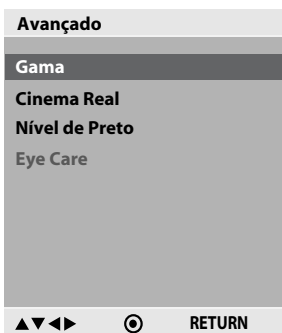 Avançado
Gama
Cinema Real
Nível de Preto
Eye Care
▲▼◀▶ ⦿ RETURN